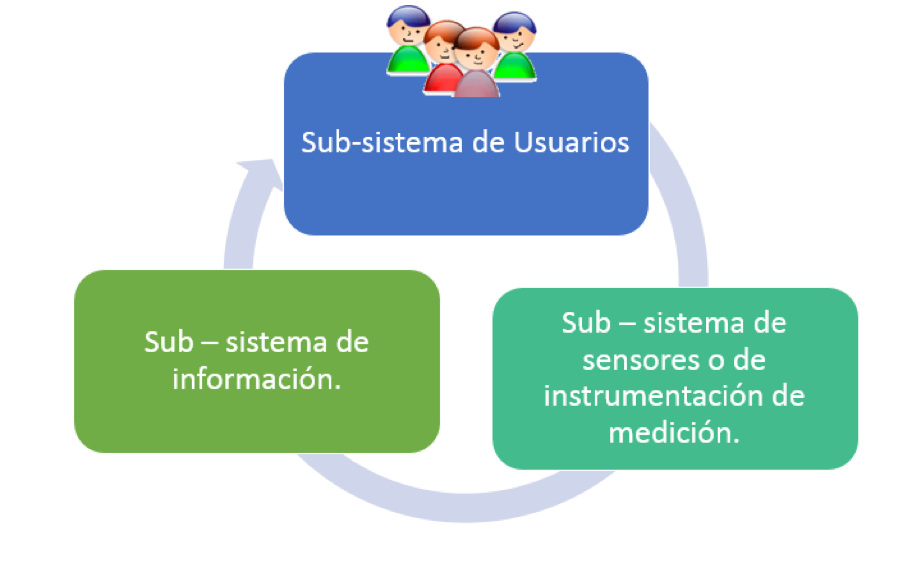 Sub-sistema de Usuarios
Sub – sistema de
información.
Sub – sistema de
sensores o de
instrumentación de
medición.